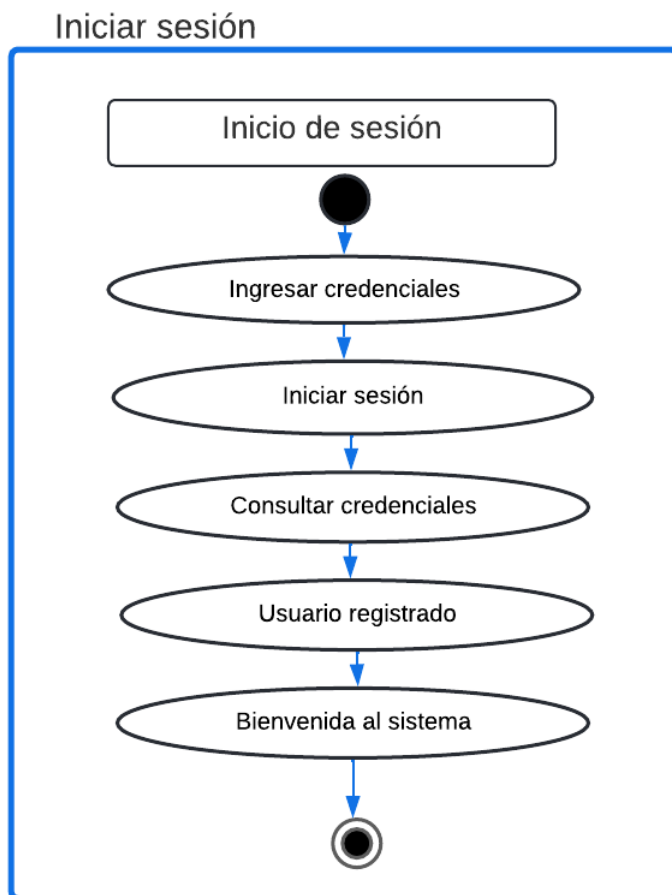 Iniciar sesión
Inicio de sesión
Ingresar credenciales
Iniciar sesión
Consultar credenciales
Usuario registrado
Bienvenida al sistema